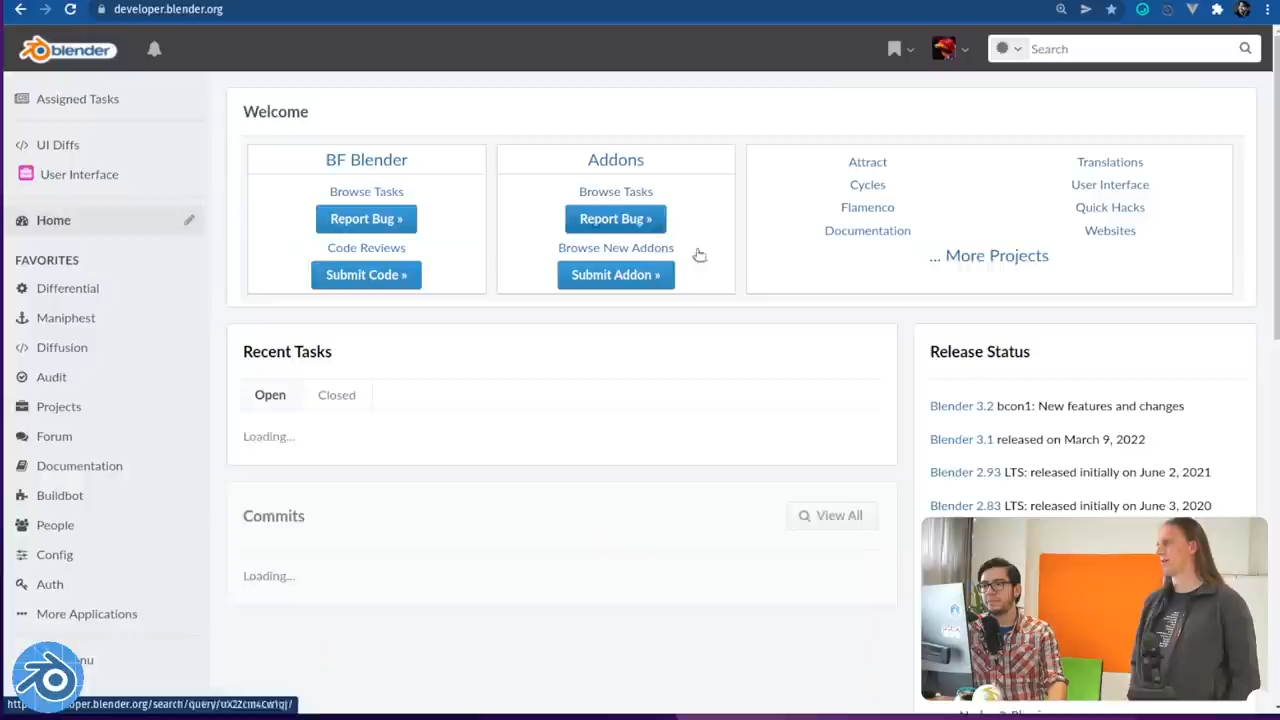 developer.blender.org
blender
Search
Assigned Tasks
UI Diffs
User Interface
Home
FAVORITES
Differential
Maniphest
Diffusion
Audit
Projects
Forum
Documentation
Buildbot
People
Config
Auth
More Applications
Welcome
BF Blender
Browse Tasks
Report Bug »
Code Reviews
Submit Code »
Addons
Browse Tasks
Report Bug »
Browse New Addons
Submit Addon »
Attract
Cycles
Flamenco
Documentation
Translations
User Interface
Quick Hacks
Websites
... More Projects
Recent Tasks
Open
Closed
Loading...
Commits
View All
Loading...
Release Status
Blender 3.2 bcon1: New features and changes
Blender 3.1 released on March 9, 2022
Blender 2.93 LTS: released initially on June 2, 2021
Blender 2.83 LTS: released initially on June 3, 2020